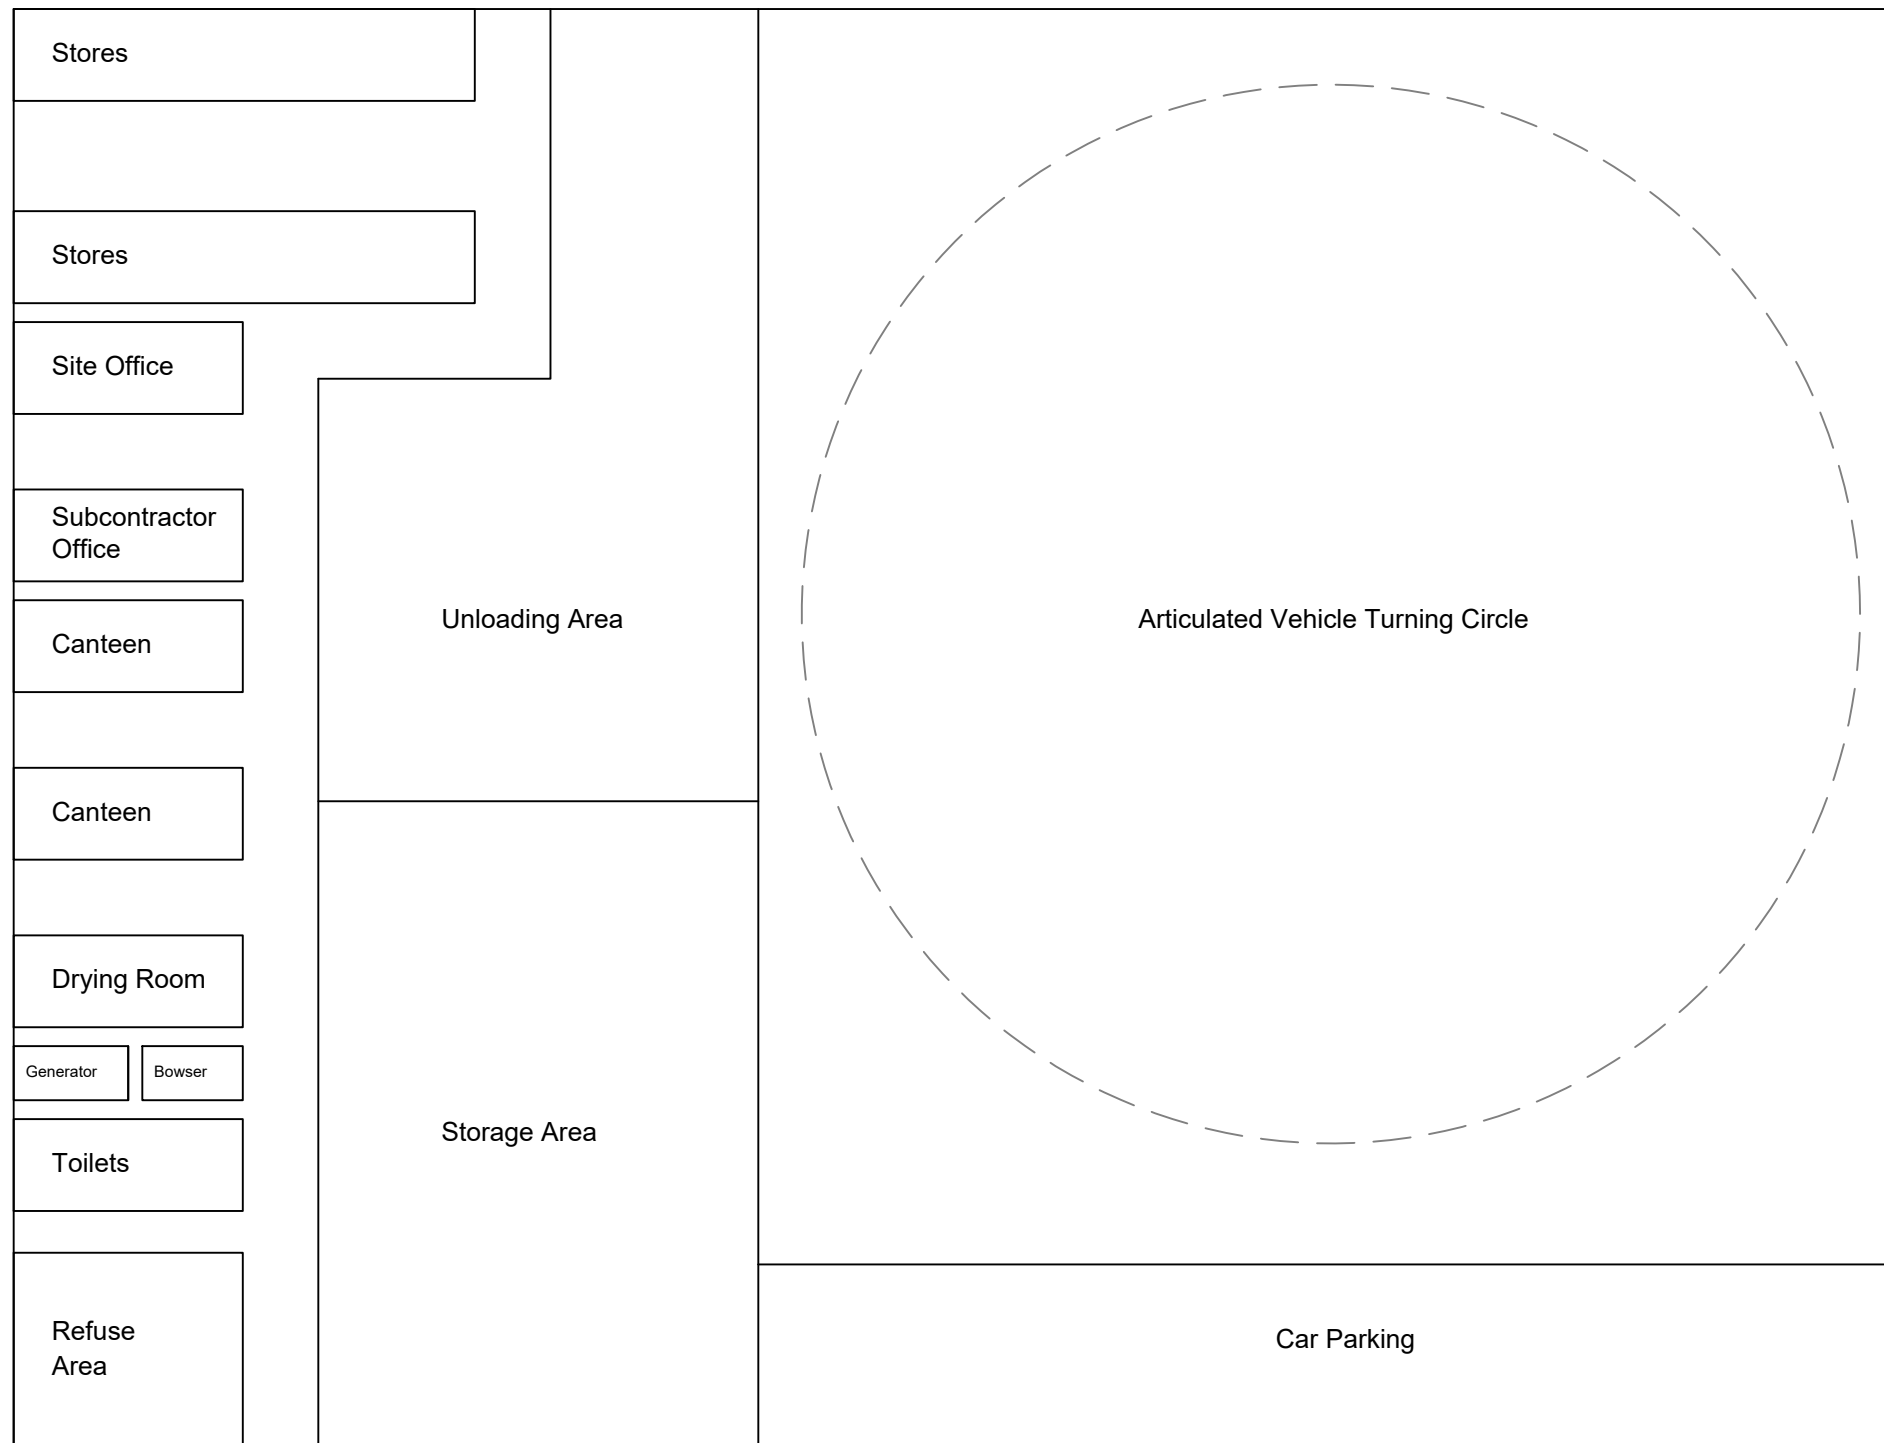 Stores
Stores
Site Office
Subcontractor
Office
Unloading Area
Articulated Vehicle Turning Circle
Canteen
Canteen
Drying Room
Generator
Bowser
Storage Area
Toilets
Refuse
Area
Car Parking